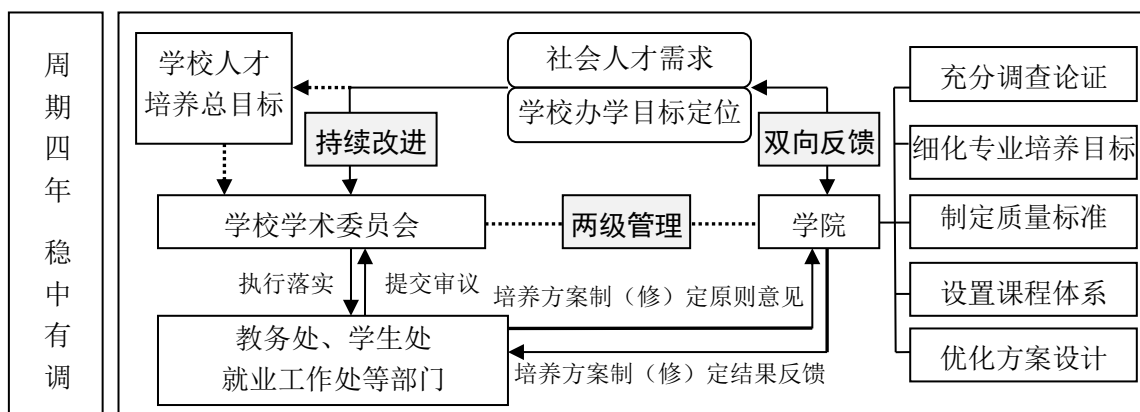 周期四年 稳中有调
学校人才
培养总目标
社会人才需求
学校办学目标定位
持续改进
双向反馈
学校学术委员会
两级管理
学院
执行落实
提交审议
培养方案制（修）定原则意见
教务处、学生处
就业工作处等部门
培养方案制（修）定结果反馈
充分调查论证
细化专业培养目标
制定质量标准
设置课程体系
优化方案设计